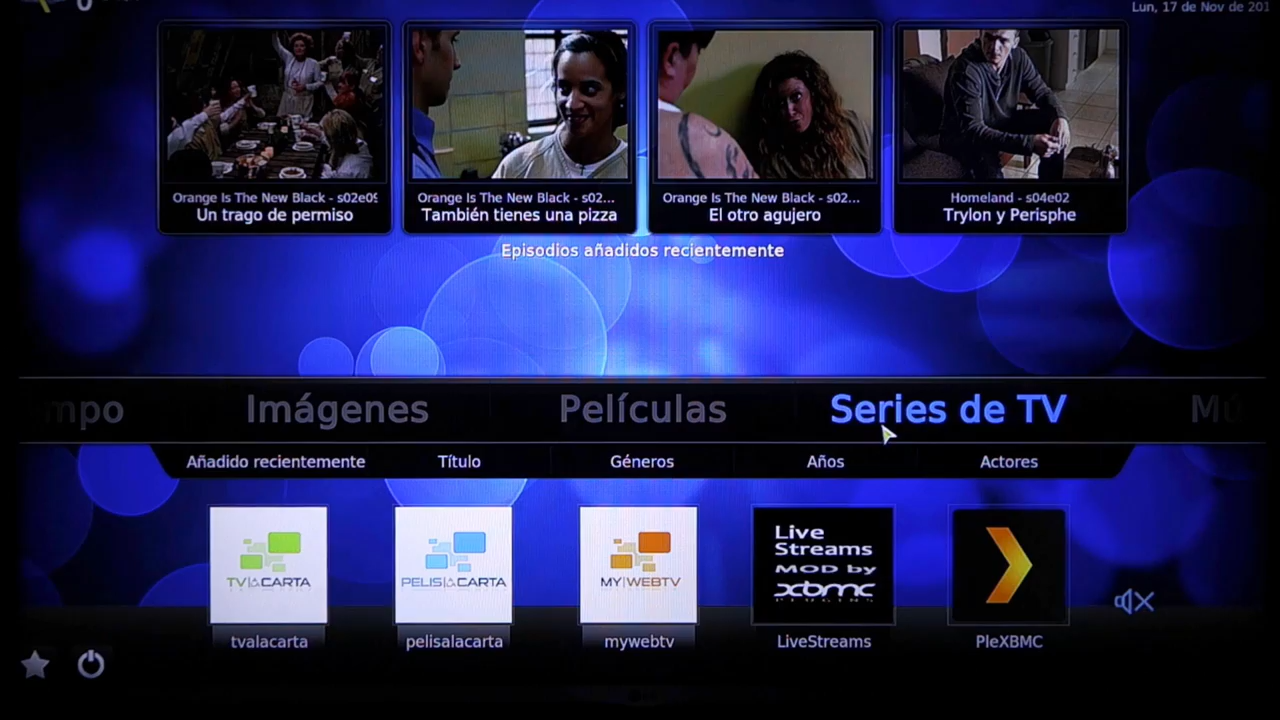 Lun, 17 de Nov de 201
Orange Is The New Black - s02e09
Un trago de permiso
Orange Is The New Black - s02...
También tienes una pizza
Orange Is The New Black - s02...
El otro agujero
Homeland - s04e02
Trylon y Perisphe
Episodios añadidos recientemente
mpo
Imágenes
Películas
Series de TV
Mú
Añadido recientemente
Título
Géneros
Años
Actores
TV|a la|CARTA
PELIS|a la|CARTA
MY|WEBTV
Live
Streams
MOD by
xbmc
tvalacarta
pelisalacarta
mywebtv
LiveStreams
PleXBMC